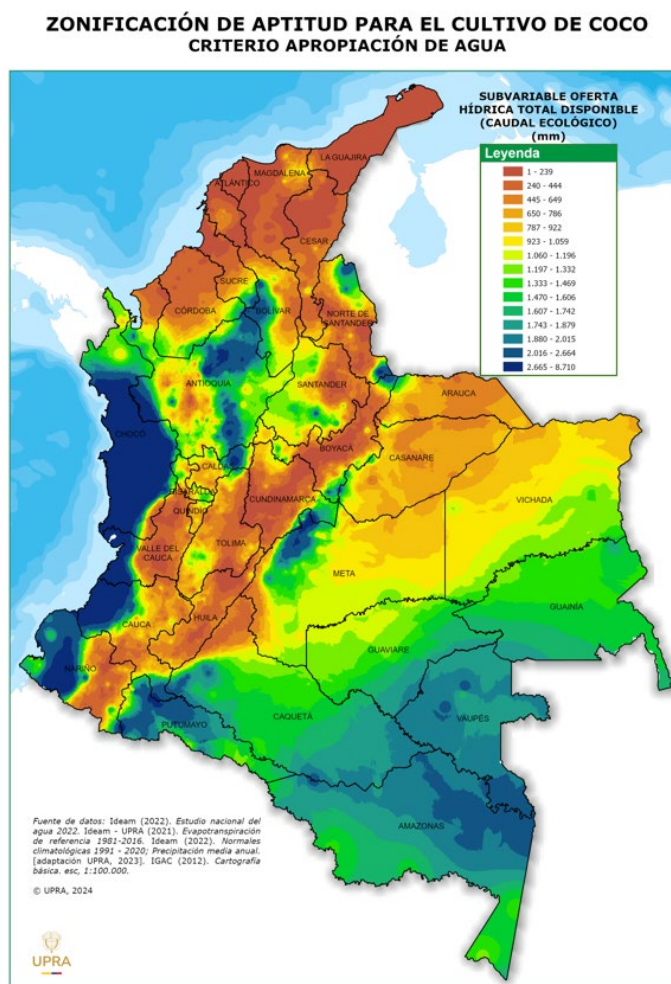 ZONIFICACIÓN DE APTITUD PARA EL CULTIVO DE COCO
CRITERIO APROPIACIÓN DE AGUA
SUBVARIABLE OFERTA
HÍDRICA TOTAL DISPONIBLE
(CAUDAL ECOLÓGICO)
(mm)
Leyenda
1 - 239
240 - 444
445 - 649
650 - 786
787 - 922
923 - 1.059
1.060 - 1.196
1.197 - 1.332
1.333 - 1.469
1.470 - 1.606
1.607 - 1.742
1.743 - 1.879
1.880 - 2.015
2.016 - 2.664
2.665 - 8.710
LA GUAJIRA
MAGDALENA
ATLÁNTICO
CESAR
SUCRE
BOLÍVAR
CÓRDOBA
NORTE DE
SANTANDER
ANTIOQUIA
SANTANDER
ARAUCA
CHOCÓ
BOYACÁ
CASANARE
CALDAS
RISARALDA
CUNDINAMARCA
VICHADA
QUINDÍO
VALLE DEL
CAUCA
TOLIMA
META
GUAINÍA
CAUCA
HUILA
GUAVIARE
NARIÑO
CAQUETÁ
VAUPÉS
PUTUMAYO
AMAZONAS
Fuente de datos: Ideam (2022). Estudio nacional del
agua 2022. Ideam - UPRA (2021). Evapotranspiración
de referencia 1981-2016. Ideam (2022). Normales
climatológicas 1991 - 2020; Precipitación media anual.
[adaptación UPRA, 2023]. IGAC (2012). Cartografía
básica. esc, 1:100.000.
© UPRA, 2024
UPRA